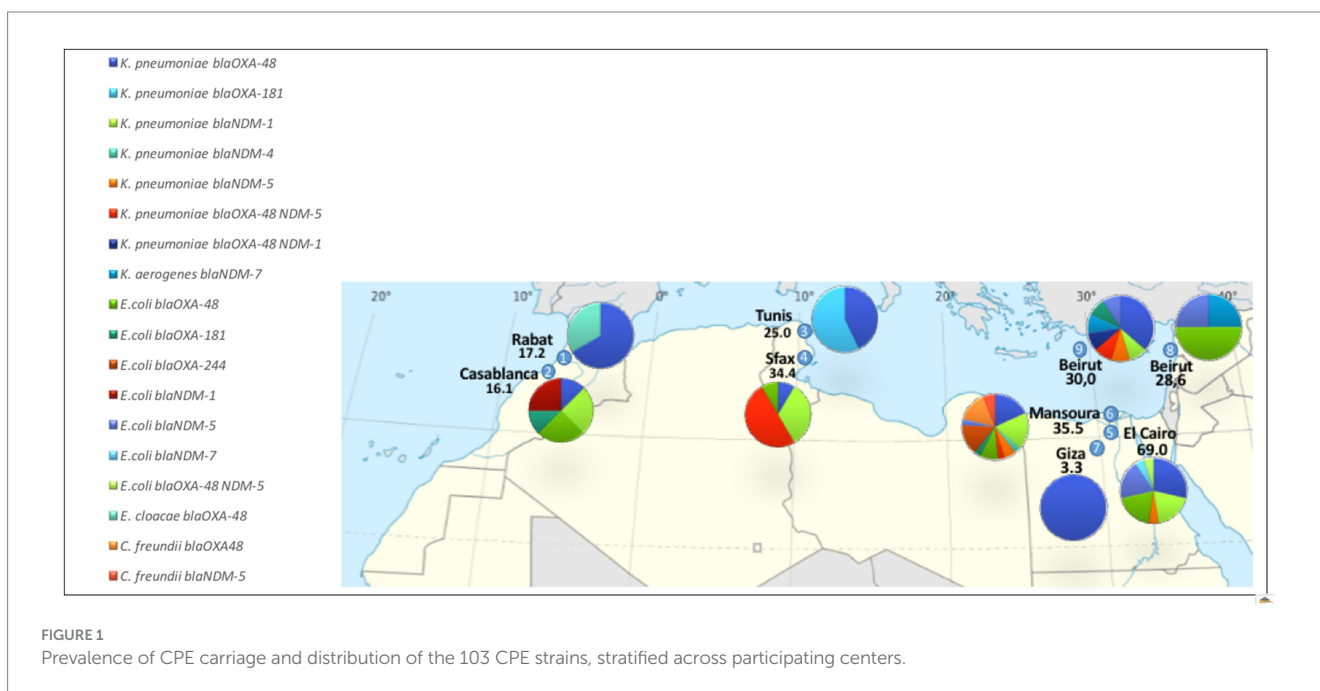 K. pneumoniae blaOXA-48
K. pneumoniae blaOXA-181
K. pneumoniae blaNDM-1
K. pneumoniae blaNDM-4
K. pneumoniae blaNDM-5
K. pneumoniae blaOXA-48 NDM-5
K. pneumoniae blaOXA-48 NDM-1
K. aerogenes blaNDM-7
E.coli blaOXA-48
E.coli blaOXA-181
E.coli blaOXA-244
E.coli blaNDM-1
E.coli blaNDM-5
E.coli blaNDM-7
E.coli blaOXA-48 NDM-5
E. cloacae blaOXA-48
C. freundii blaOXA48
C. freundii blaNDM-5
20° 10° 0° 10° 20° 30° 40°
Rabat
17.2
1
Casablanca
16.1
2
Tunis
25.0
3
Sfax
34.4
4
9
Beirut
30,0
8
Beirut
28,6
Mansoura
35.5
6
5
El Cairo
69.0
7
Giza
3.3
FIGURE 1
Prevalence of CPE carriage and distribution of the 103 CPE strains, stratified across participating centers.